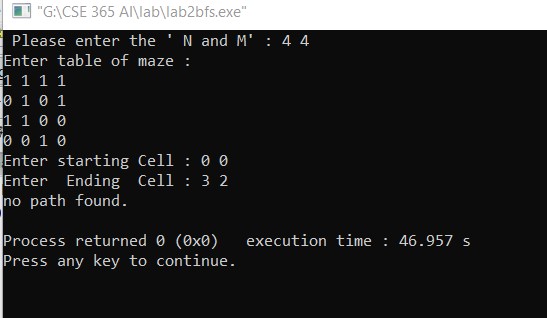 "G:\CSE 365 AI\lab\lab2bfs.exe"
Please enter the ' N and M' : 4 4
Enter table of maze :
1 1 1 1
0 1 0 1
1 1 0 0
0 0 1 0
Enter starting Cell : 0 0
Enter  Ending  Cell : 3 2
no path found.
Process returned 0 (0x0)   execution time : 46.957 s
Press any key to continue.